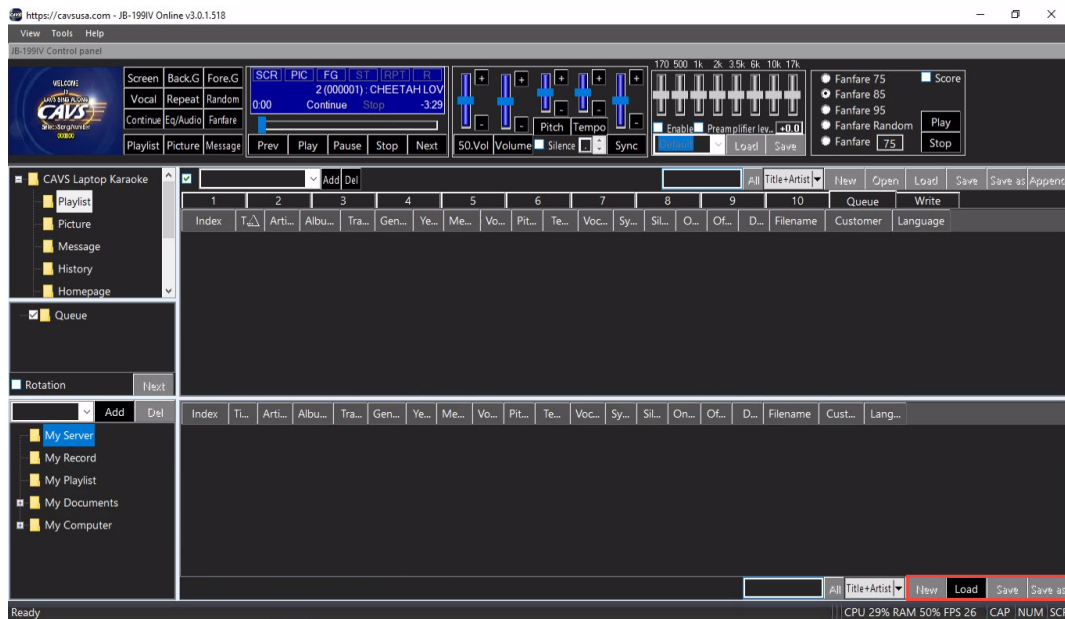 https://cavsusa.com - JB-199IV Online v3.0.1.518
View Tools Help
JB-199IV Control panel
WELCOME
CAVS
Screen Back.G Fore.G
Vocal Repeat Random
Continue Eq/Audio Fanfare
Playlist Picture Message
SCR PIC FG ST RPT R
2 (000001) : CHEETAH LOV
0:00 Continue Stop -3:29
Prev Play Pause Stop Next
+ + + + +
- - - - -
Pitch Tempo
50.Vol Volume Silence Sync
170 500 1k 2k 3.5k 6k 10k 17k
Enable Preamplifier lev... +0.0
Default Load Save
Fanfare 75
Fanfare 85
Fanfare 95
Fanfare Random
Fanfare 75
Score
Play
Stop
CAVS Laptop Karaoke
Playlist
Picture
Message
History
Homepage
Queue
Rotation Next
Add Del
All Title+Artist New Open Load Save Save as Append
1 2 3 4 5 6 7 8 9 10 Queue Write
Index T... Arti... Albu... Tra... Gen... Ye... Me... Vo... Pit... Te... Voc... Sy... Sil... O... Of... D... Filename Customer Language
Add Del
My Server
My Record
My Playlist
My Documents
My Computer
Index Ti... Arti... Albu... Tra... Gen... Ye... Me... Vo... Pit... Te... Voc... Sy... Sil... On... Of... D... Filename Cust... Lang...
All Title+Artist New Load Save Save as
Ready
CPU 29% RAM 50% FPS 26 CAP NUM SCR